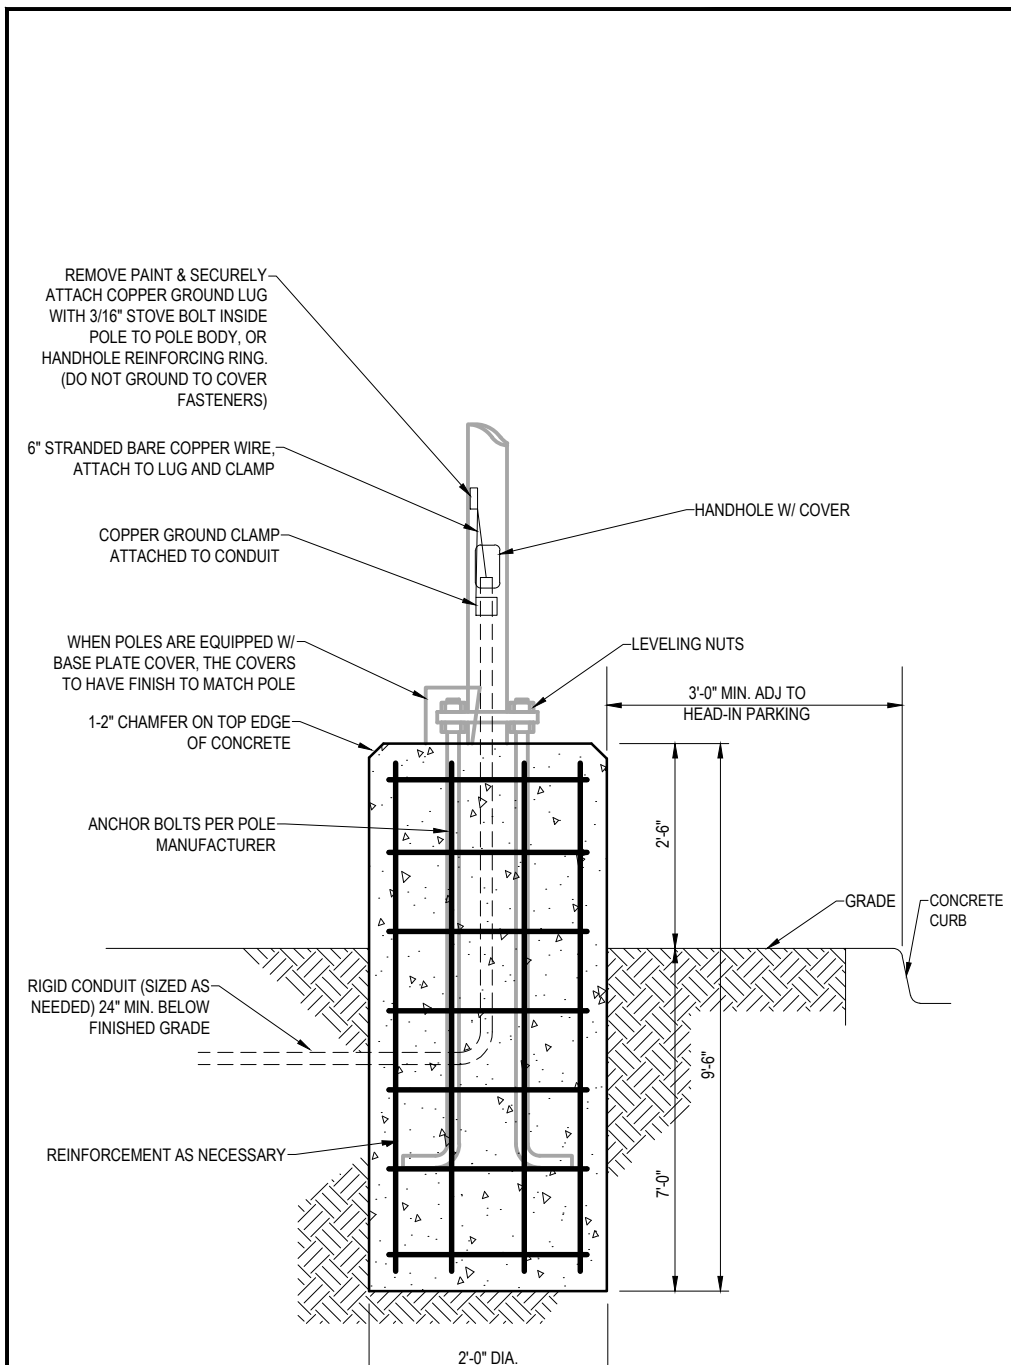 REMOVE PAINT & SECURELY
ATTACH COPPER GROUND LUG
WITH 3/16" STOVE BOLT INSIDE
POLE TO POLE BODY, OR
HANDHOLE REINFORCING RING.
(DO NOT GROUND TO COVER
FASTENERS)
6" STRANDED BARE COPPER WIRE,
ATTACH TO LUG AND CLAMP
HANDHOLE W/ COVER
COPPER GROUND CLAMP
ATTACHED TO CONDUIT
WHEN POLES ARE EQUIPPED W/
BASE PLATE COVER, THE COVERS
TO HAVE FINISH TO MATCH POLE
LEVELING NUTS
3'-0" MIN. ADJ TO
HEAD-IN PARKING
1-2" CHAMFER ON TOP EDGE
OF CONCRETE
ANCHOR BOLTS PER POLE
MANUFACTURER
2'-6"
GRADE
CONCRETE
CURB
RIGID CONDUIT (SIZED AS
NEEDED) 24" MIN. BELOW
FINISHED GRADE
9'-6"
REINFORCEMENT AS NECESSARY
7'-0"
2'-0" DIA.